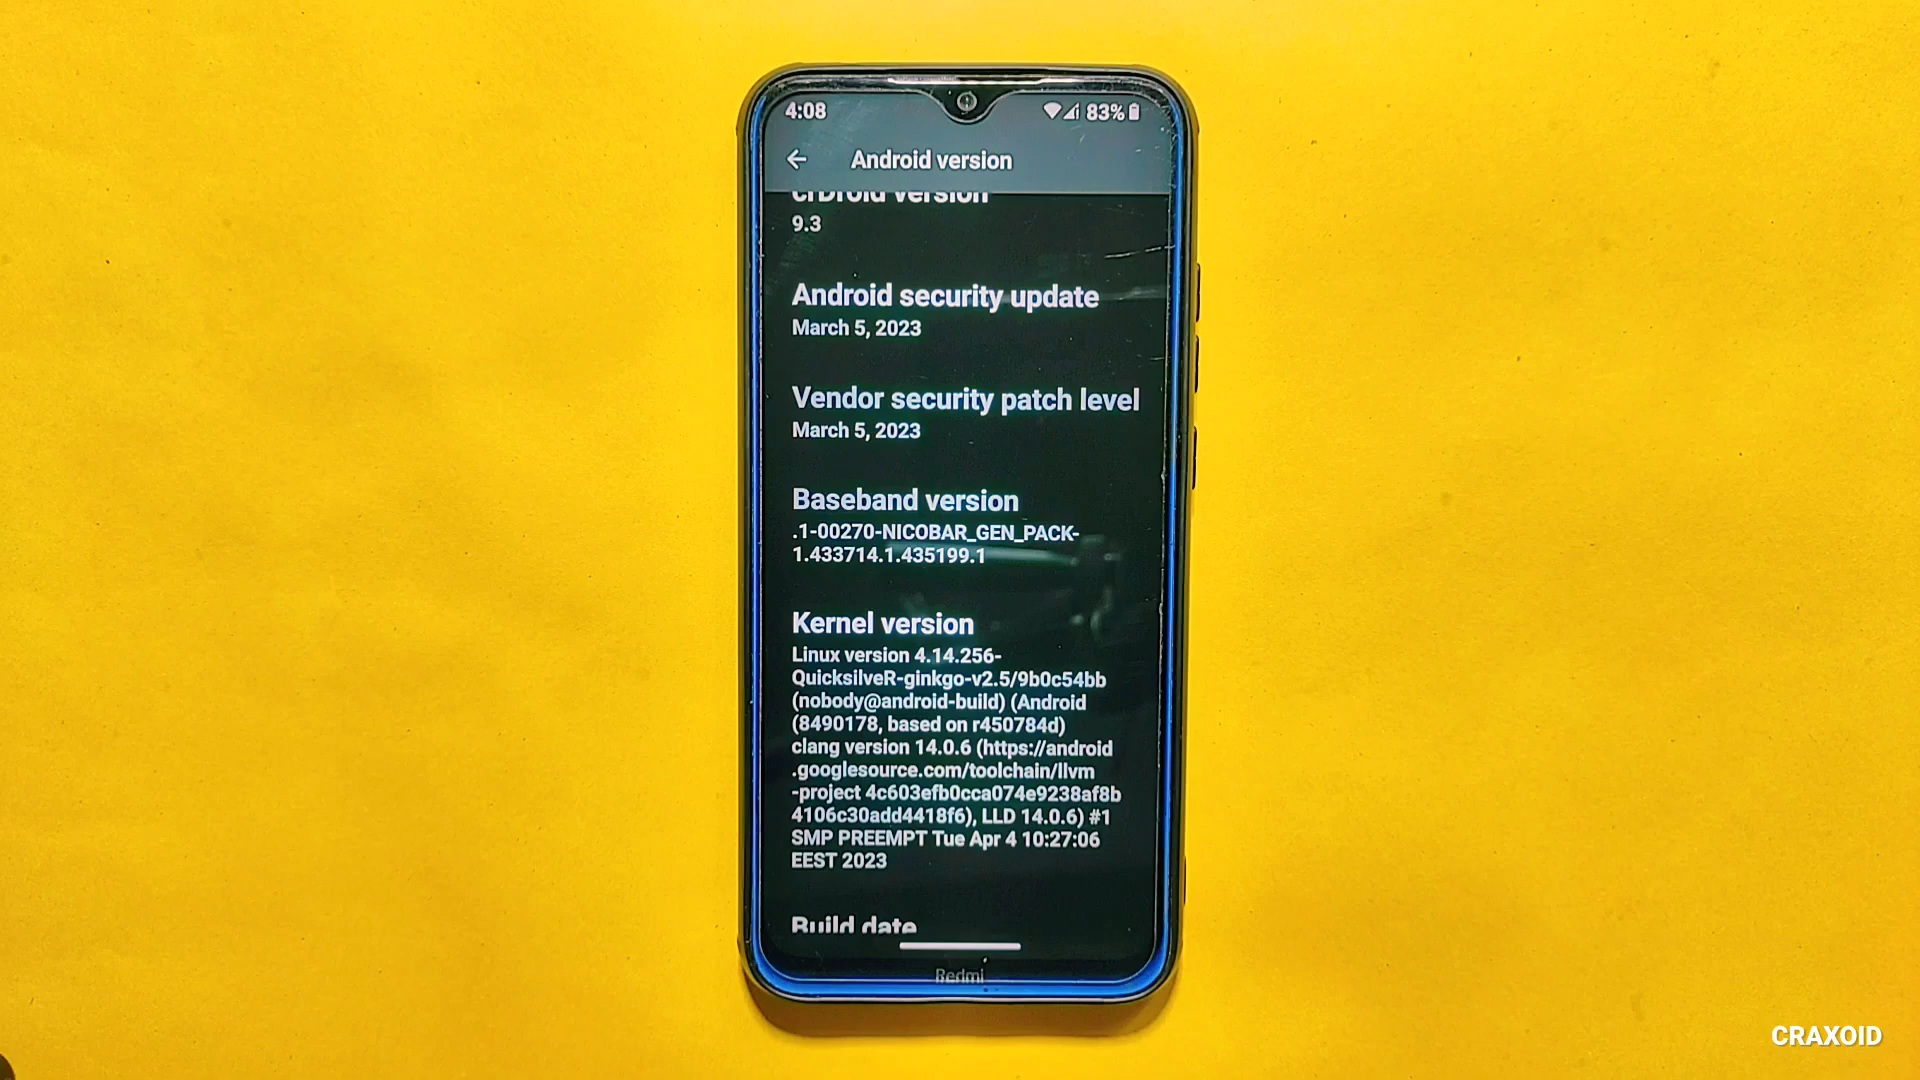 4:08
83%
Android version
crDroid version
9.3
Android security update
March 5, 2023
Vendor security patch level
March 5, 2023
Baseband version
.1-00270-NICOBAR_GEN_PACK-
1.433714.1.435199.1
Kernel version
Linux version 4.14.256-
QuicksilveR-ginkgo-v2.5/9b0c54bb
(nobody@android-build) (Android
(8490178, based on r450784d)
clang version 14.0.6 (https://android
.googlesource.com/toolchain/llvm
-project 4c603efb0cca074e9238af8b
4106c30add4418f6), LLD 14.0.6) #1
SMP PREEMPT Tue Apr 4 10:27:06
EEST 2023
Build date
Redmi
CRAXOID